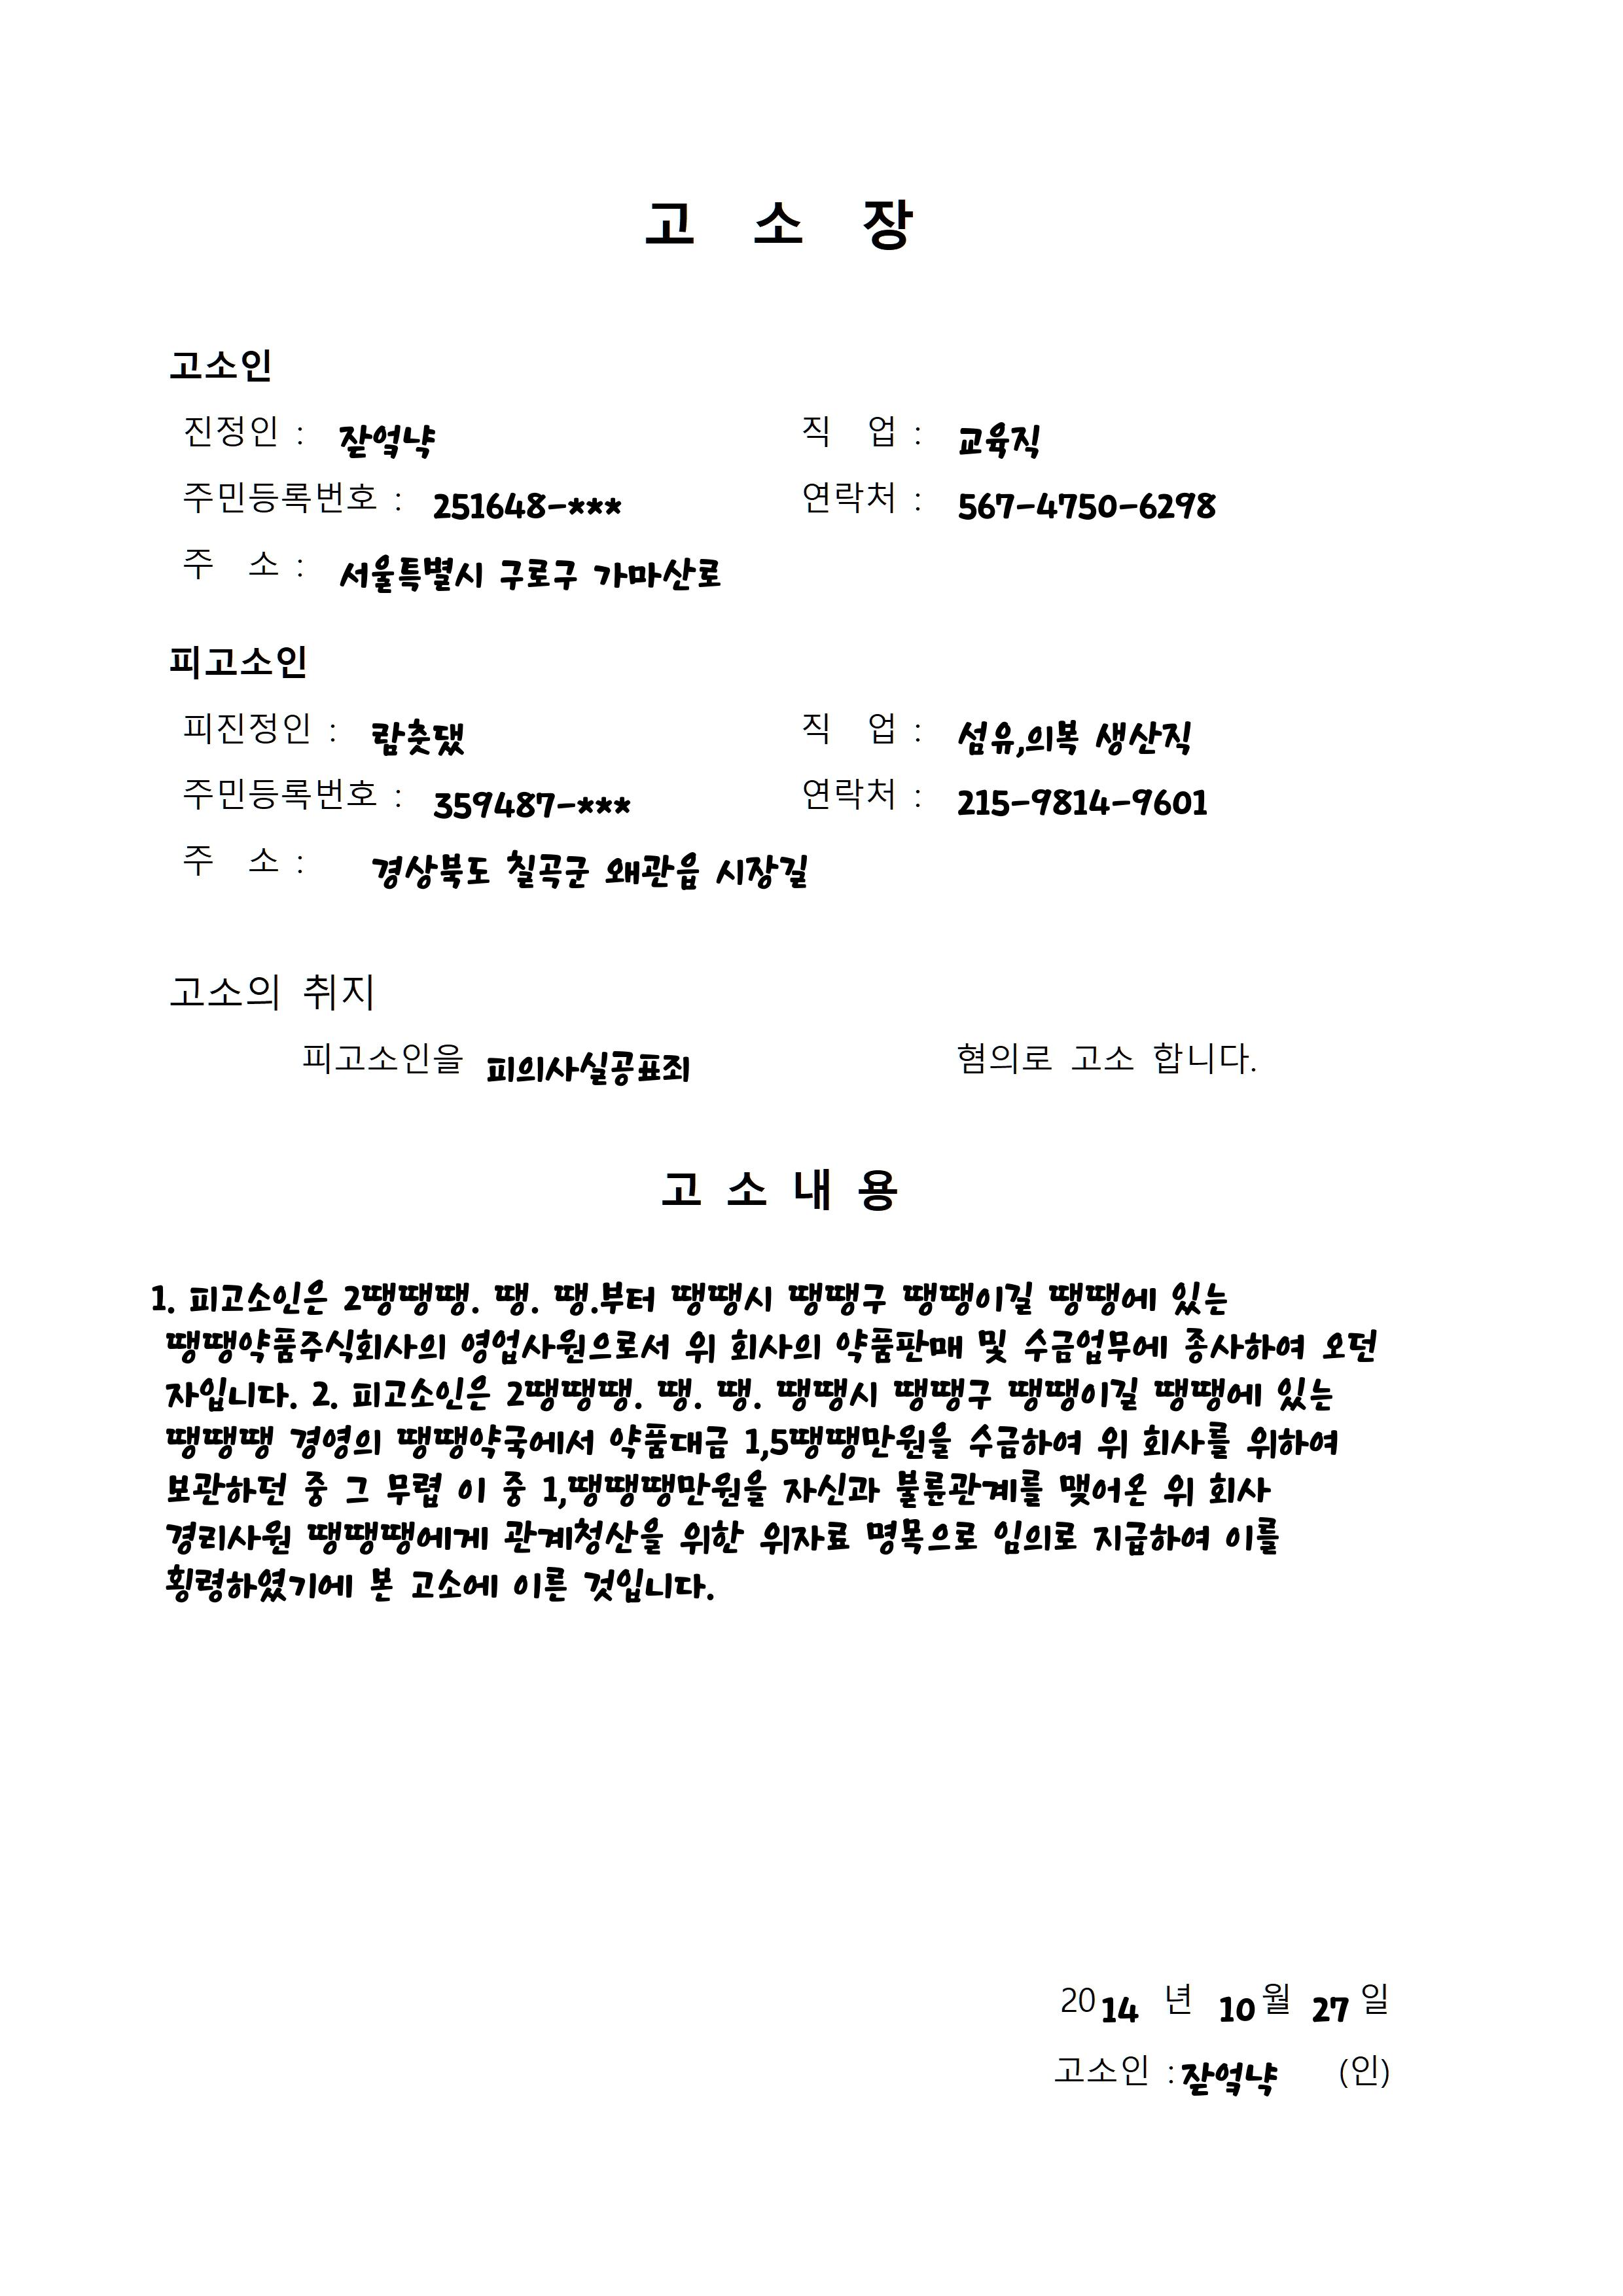 고 소 장
고소인
진정인 : 잗엌냑 직 업 : 교육직
주민등록번호 : 251648-*** 연락처 : 567-4750-6298
주 소 : 서울특별시 구로구 가마산로
피고소인
피진정인 : 람춧댔 직 업 : 섬유,의복 생산직
주민등록번호 : 359487-*** 연락처 : 215-9814-9601
주 소 : 경상북도 칠곡군 왜관읍 시장길
고소의 취지
피고소인을 피의사실공표죄 혐의로 고소 합니다.
고 소 내 용
1. 피고소인은 2땡땡땡. 땡. 땡.부터 땡땡시 땡땡구 땡땡이길 땡땡에 있는
땡땡약품주식회사의 영업사원으로서 위 회사의 약품판매 및 수금업무에 종사하여 오던
자입니다. 2. 피고소인은 2땡땡땡. 땡. 땡. 땡땡시 땡땡구 땡땡이길 땡땡에 있는
땡땡땡 경영의 땡땡약국에서 약품대금 1,5땡땡만원을 수금하여 위 회사를 위하여
보관하던 중 그 무렵 이 중 1,땡땡땡만원을 자신과 불륜관계를 맺어온 위 회사
경리사원 땡땡땡에게 관계청산을 위한 위자료 명목으로 임의로 지급하여 이를
횡령하였기에 본 고소에 이른 것입니다.
2014 년 10월 27 일
고소인 : 잗엌냑 (인)